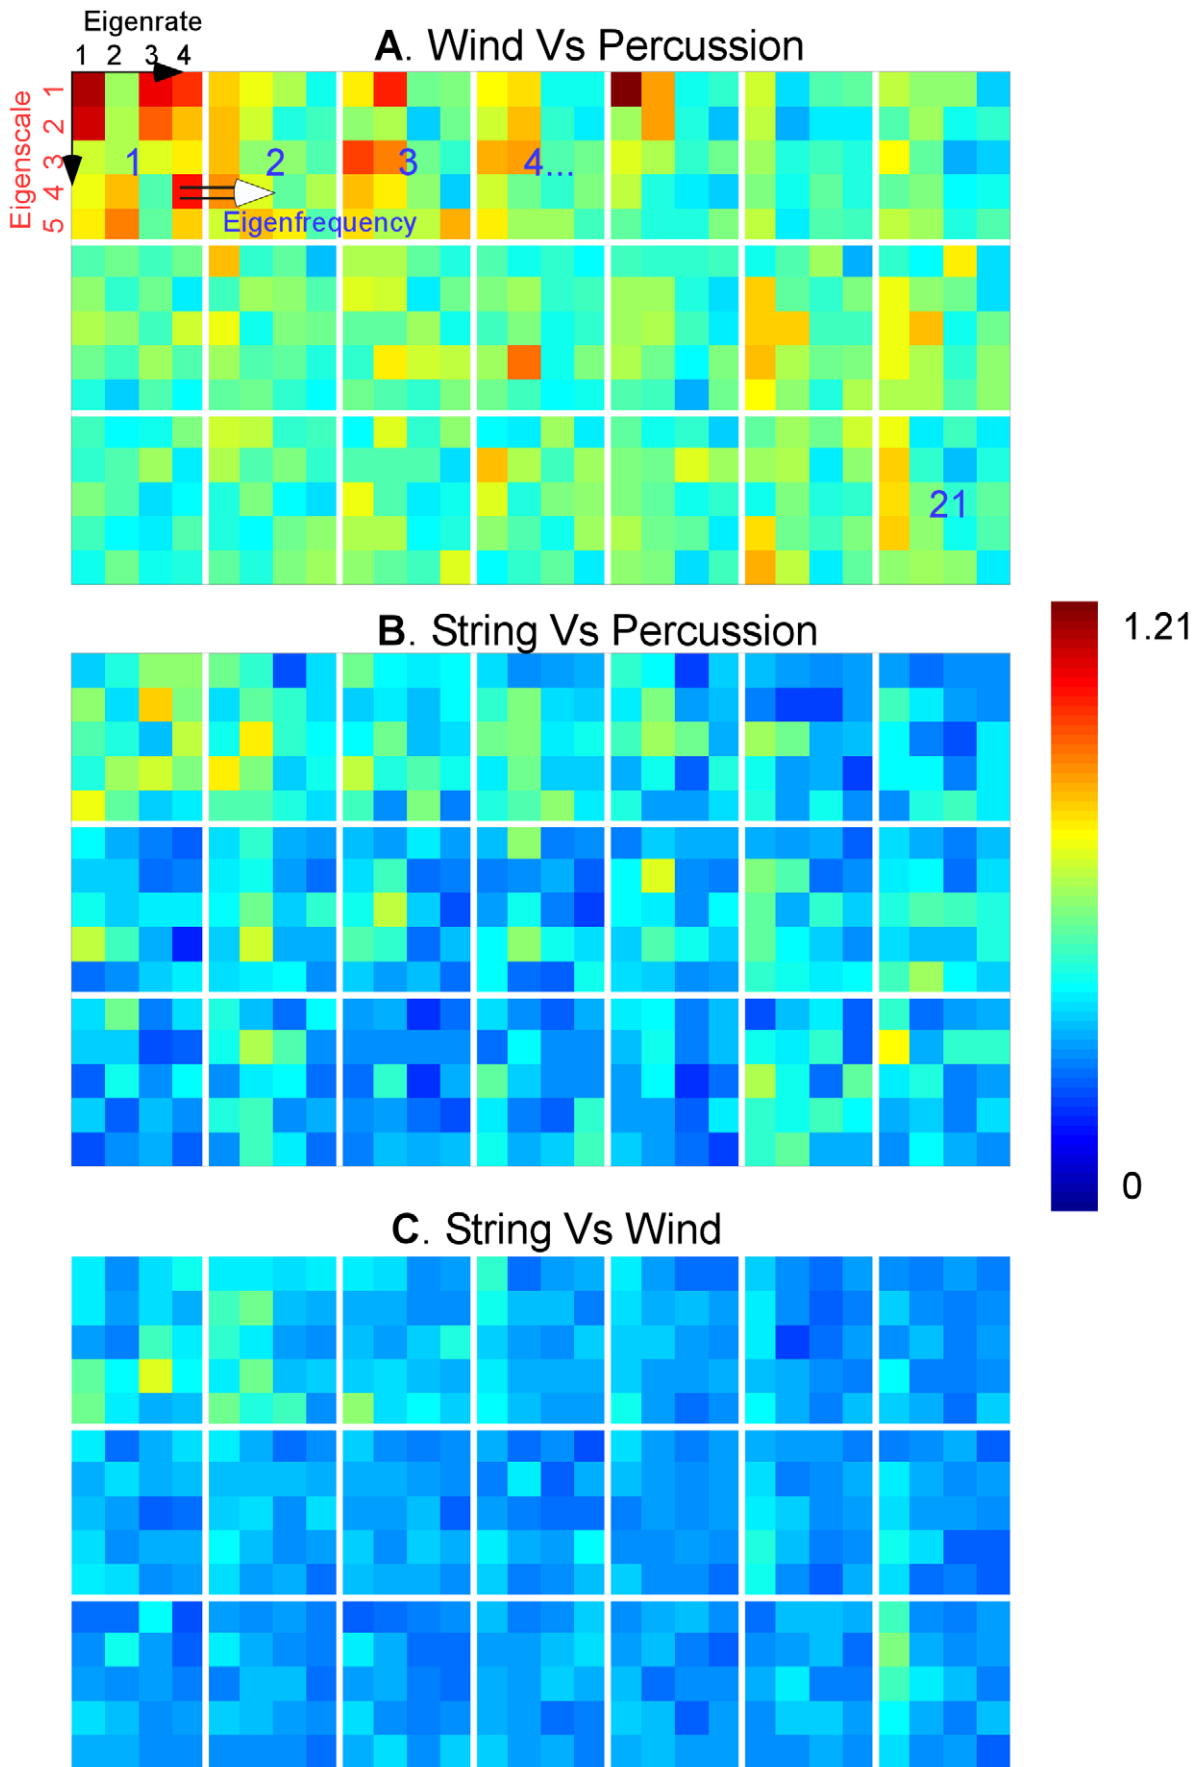 Eigenrate
1 2 3 4
A. Wind Vs Percussion
Eigenscale
1
2
3
4
5
1
2
3
4...
Eigenfrequency
21
B. String Vs Percussion
1.21
0
C. String Vs Wind